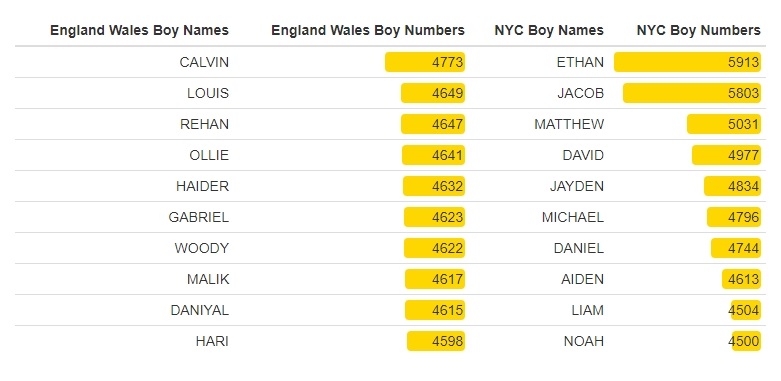 England Wales Boy Names England Wales Boy Numbers NYC Boy Names NYC Boy Numbers
CALVIN 4773 ETHAN 5913
LOUIS 4649 JACOB 5803
REHAN 4647 MATTHEW 5031
OLLIE 4641 DAVID 4977
HAIDER 4632 JAYDEN 4834
GABRIEL 4623 MICHAEL 4796
WOODY 4622 DANIEL 4744
MALIK 4617 AIDEN 4613
DANIYAL 4615 LIAM 4504
HARI 4598 NOAH 4500